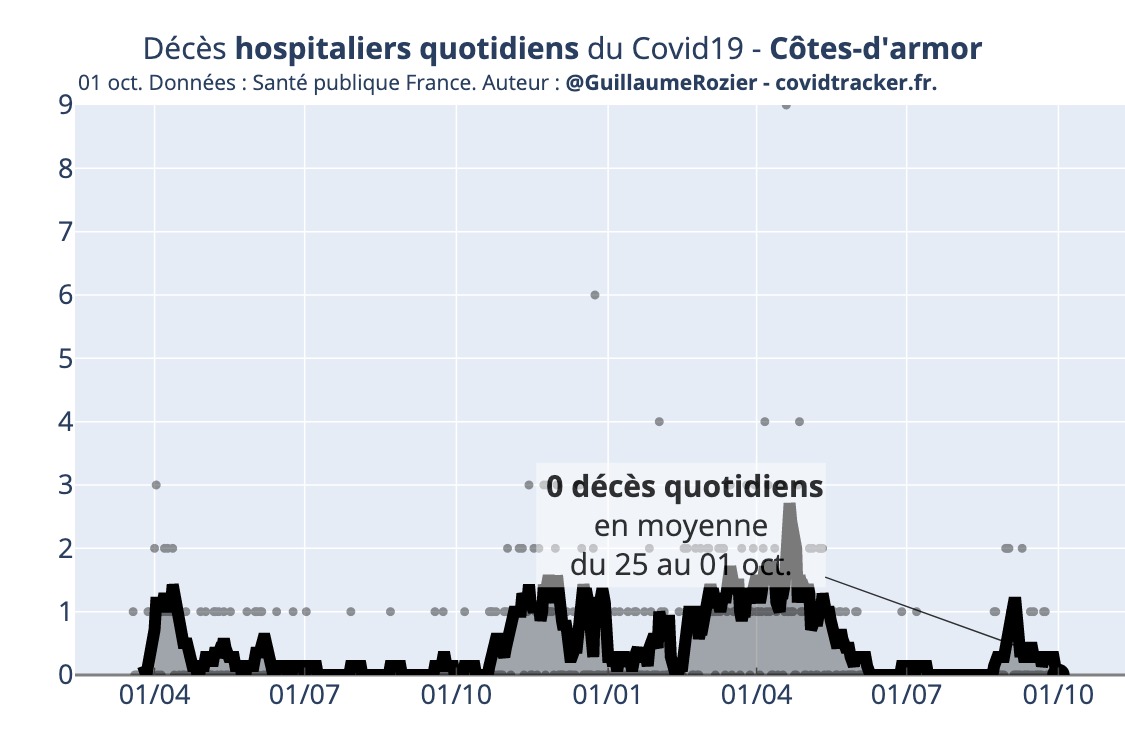 Décès hospitaliers quotidiens du Covid19 - Côtes-d'armor
01 oct. Données : Santé publique France. Auteur : @GuillaumeRozier - covidtracker.fr.
9
8
7
6
5
4
3
2
1
0
0 décès quotidiens
en moyenne
du 25 au 01 oct.
01/04 01/07 01/10 01/01 01/04 01/07 01/10